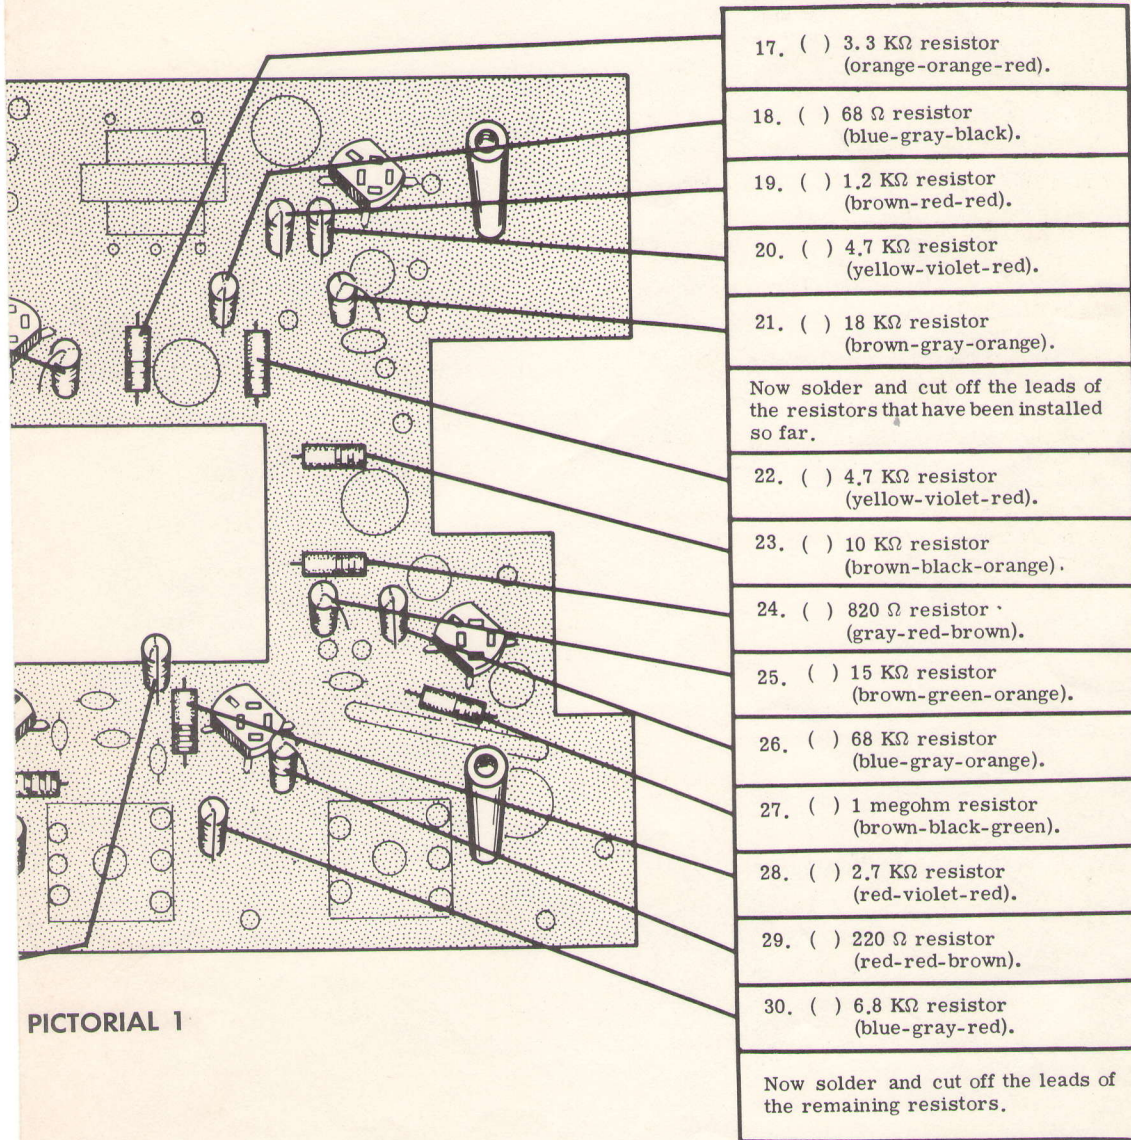 17. ( ) 3.3 KΩ resistor
(orange-orange-red).
18. ( ) 68 Ω resistor
(blue-gray-black).
19. ( ) 1.2 KΩ resistor
(brown-red-red).
20. ( ) 4.7 KΩ resistor
(yellow-violet-red).
21. ( ) 18 KΩ resistor
(brown-gray-orange).
Now solder and cut off the leads of
the resistors that have been installed
so far.
22. ( ) 4.7 KΩ resistor
(yellow-violet-red).
23. ( ) 10 KΩ resistor
(brown-black-orange).
24. ( ) 820 Ω resistor
(gray-red-brown).
25. ( ) 15 KΩ resistor
(brown-green-orange).
26. ( ) 68 KΩ resistor
(blue-gray-orange).
27. ( ) 1 megohm resistor
(brown-black-green).
28. ( ) 2.7 KΩ resistor
(red-violet-red).
29. ( ) 220 Ω resistor
(red-red-brown).
30. ( ) 6.8 KΩ resistor
(blue-gray-red).
Now solder and cut off the leads of
the remaining resistors.
PICTORIAL 1